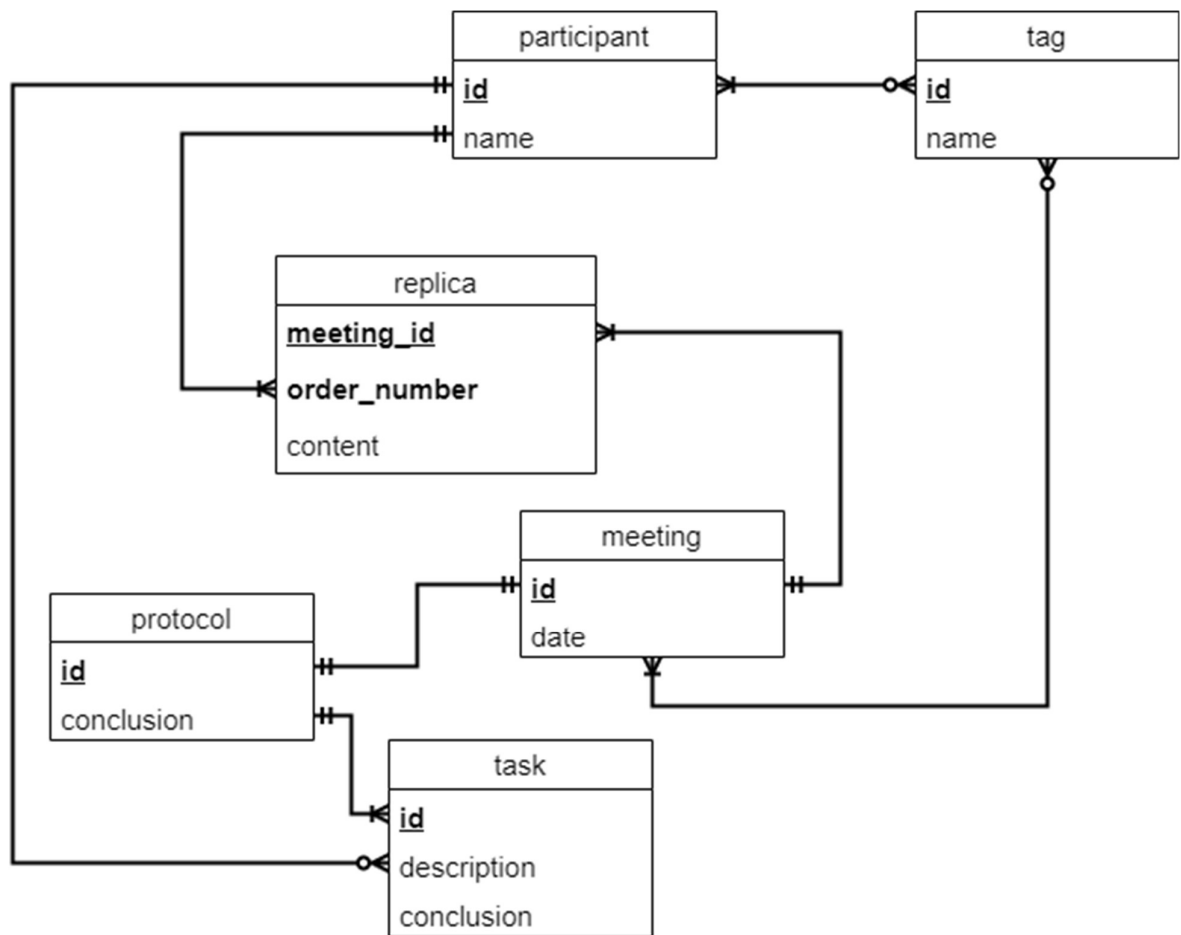 participant
id
name
tag
id
name
replica
meeting_id
order_number
content
meeting
id
date
protocol
id
conclusion
task
id
description
conclusion